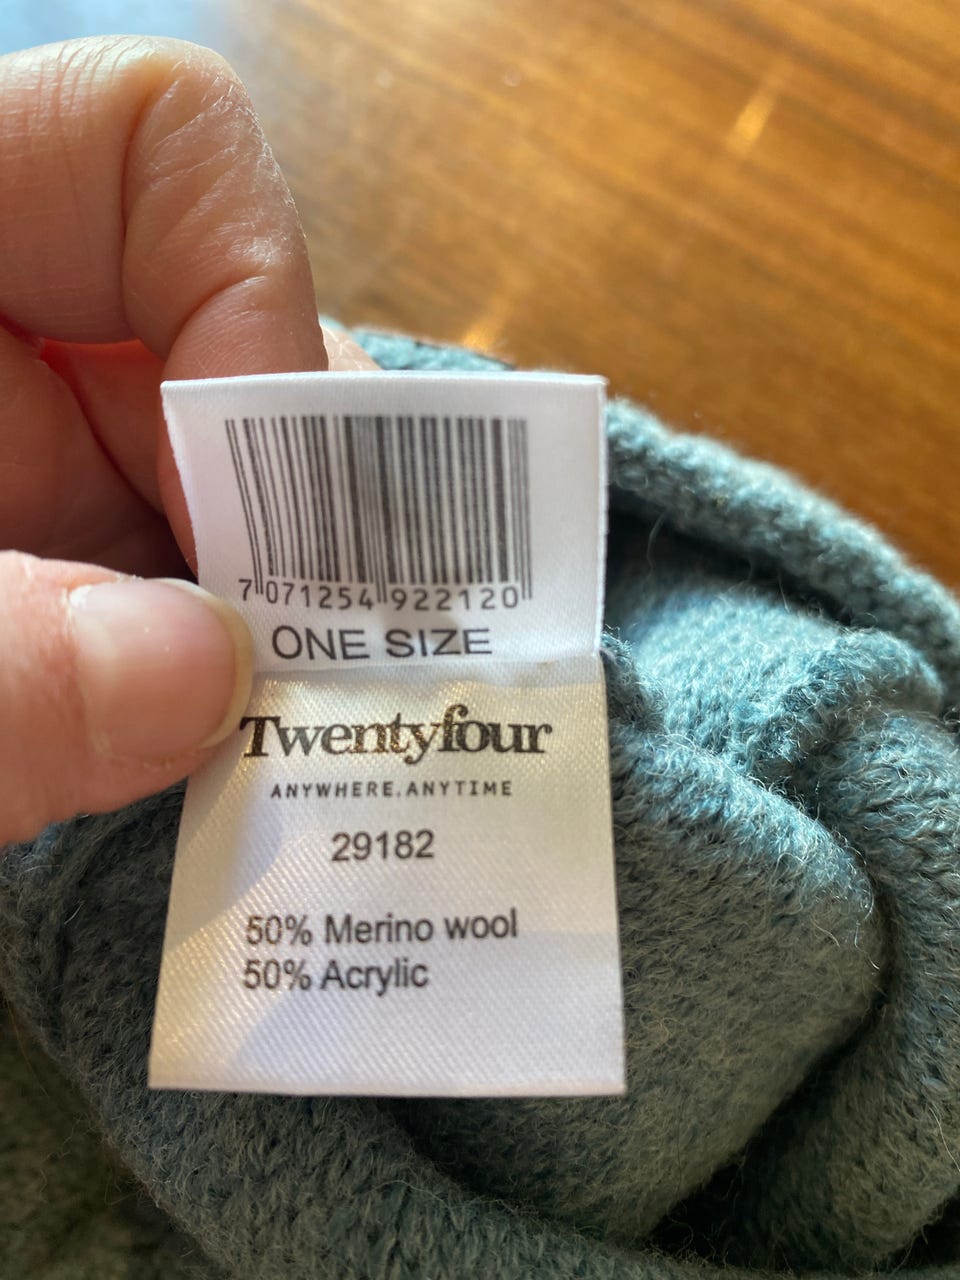 7 071254 922120
ONE SIZE
Twentyfour
ANYWHERE.ANYTIME
29182
50% Merino wool
50% Acrylic